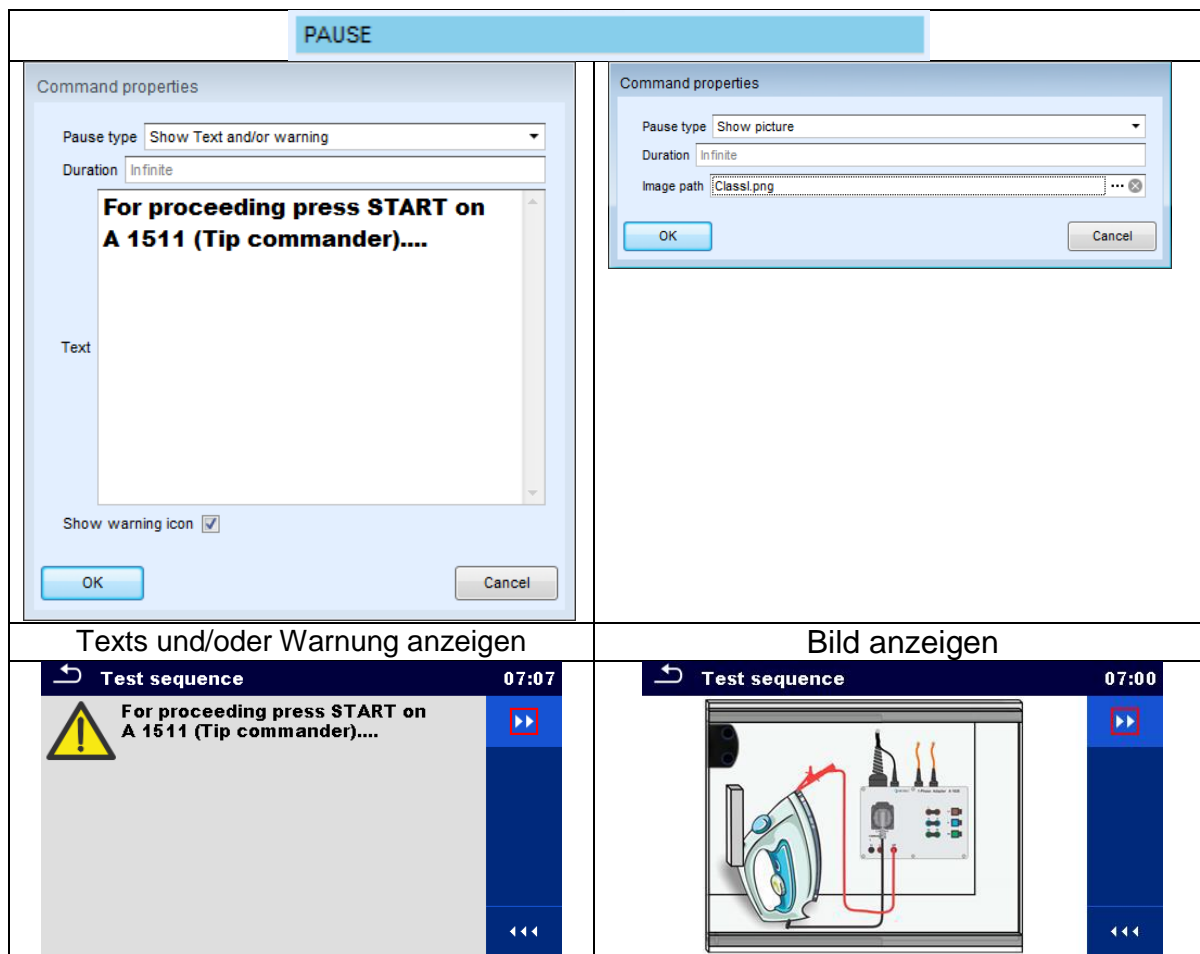 PAUSE
Command properties
Pause type Show Text and/or warning
Duration Infinite
For proceeding press START on
A 1511 (Tip commander)....
Text
Show warning icon
OK Cancel
Command properties
Pause type Show picture
Duration Infinite
Image path ClassI.png ...
OK Cancel
Texts und/oder Warnung anzeigen
Bild anzeigen
Test sequence 07:07
For proceeding press START on
A 1511 (Tip commander)....
Test sequence 07:00